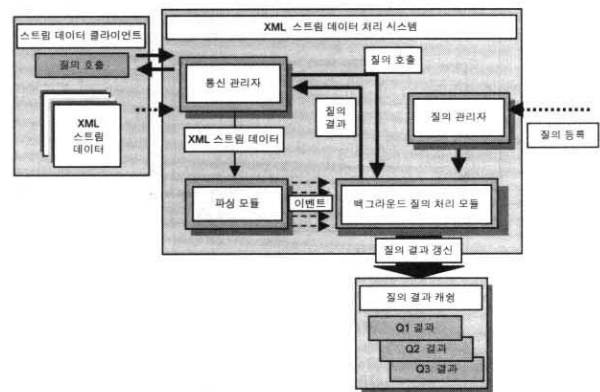 스트림 데이터 클라이언트
질의 호출
XML
스트림
데이터
XML 스트림 데이터 처리 시스템
통신 관리자
질의 호출
질의
결과
질의 관리자
질의 등록
XML 스트림 데이터
파싱 모듈
이벤트
백그라운드 질의 처리 모듈
질의 결과 갱신
질의 결과 캐슁
Q1 결과
Q2 결과
Q3 결과